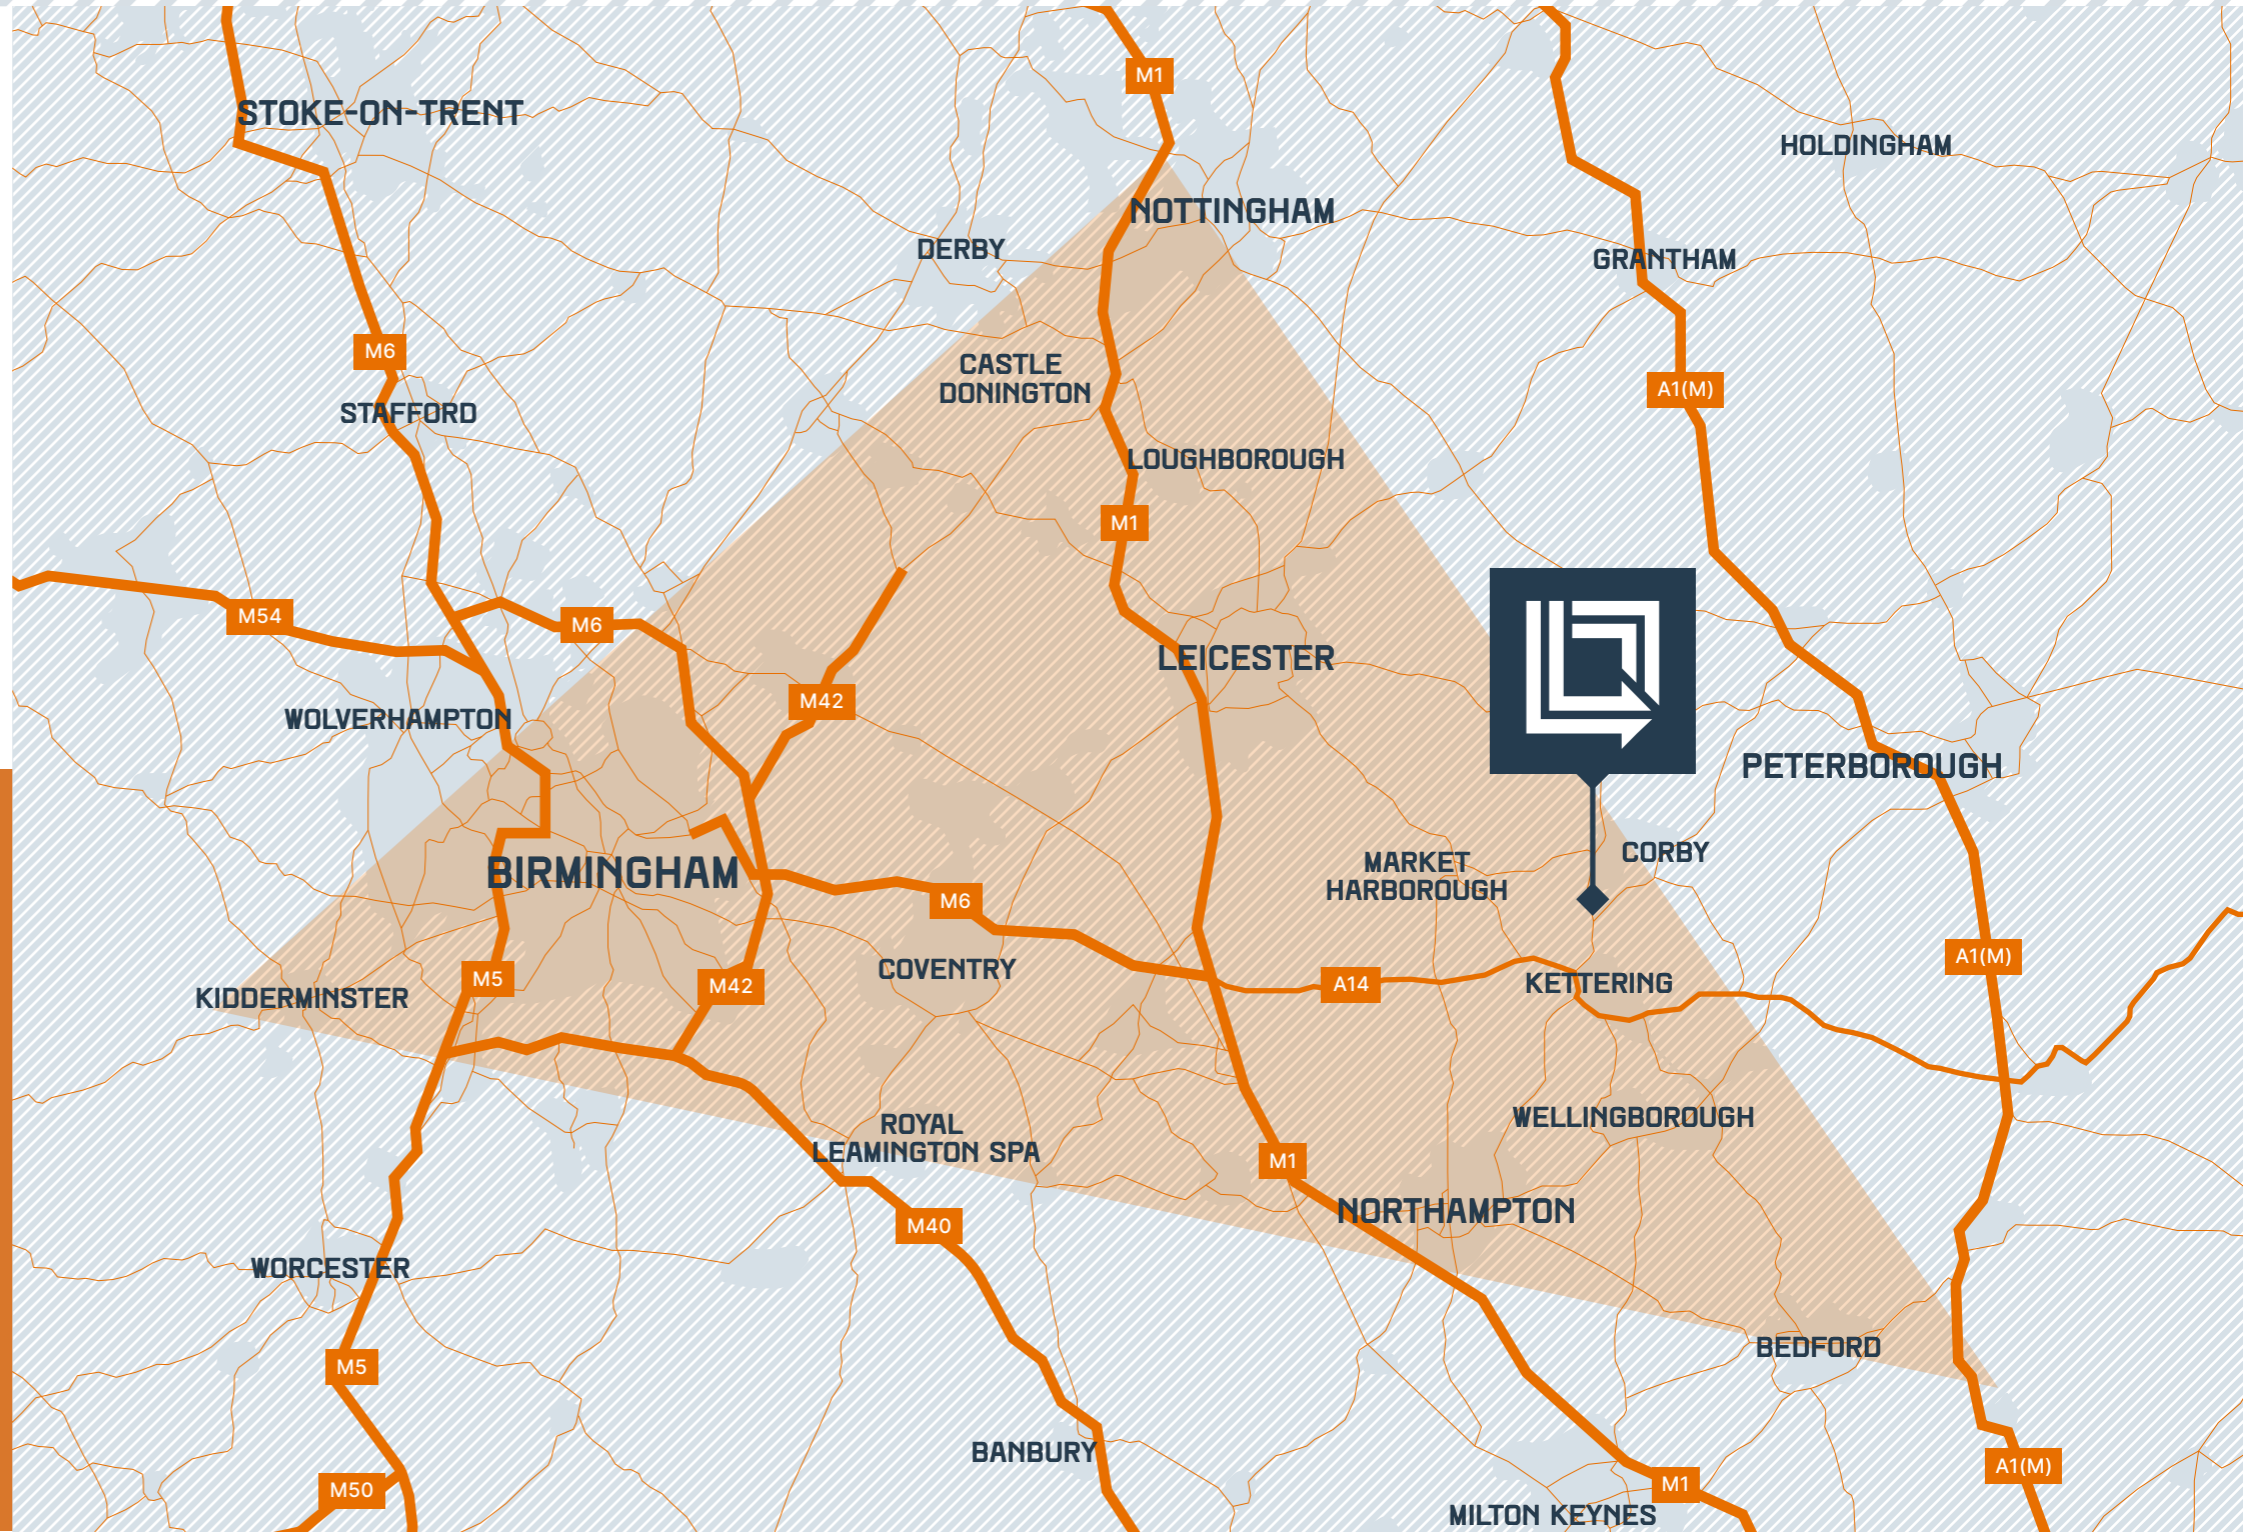 M1
STOKE-ON-TRENT
HOLDINGHAM
NOTTINGHAM
DERBY
GRANTHAM
M6
CASTLE
DONINGTON
A1(M)
STAFFORD
LOUGHBOROUGH
M1
M54
M6
LEICESTER
M42
WOLVERHAMPTON
PETERBOROUGH
CORBY
MARKET
HARBOROUGH
BIRMINGHAM
M6
A1(M)
COVENTRY
M5
M42
A14
KETTERING
KIDDERMINSTER
WELLINGBOROUGH
ROYAL
LEAMINGTON SPA
M1
NORTHAMPTON
M40
WORCESTER
BEDFORD
M5
BANBURY
A1(M)
M1
M50
MILTON KEYNES